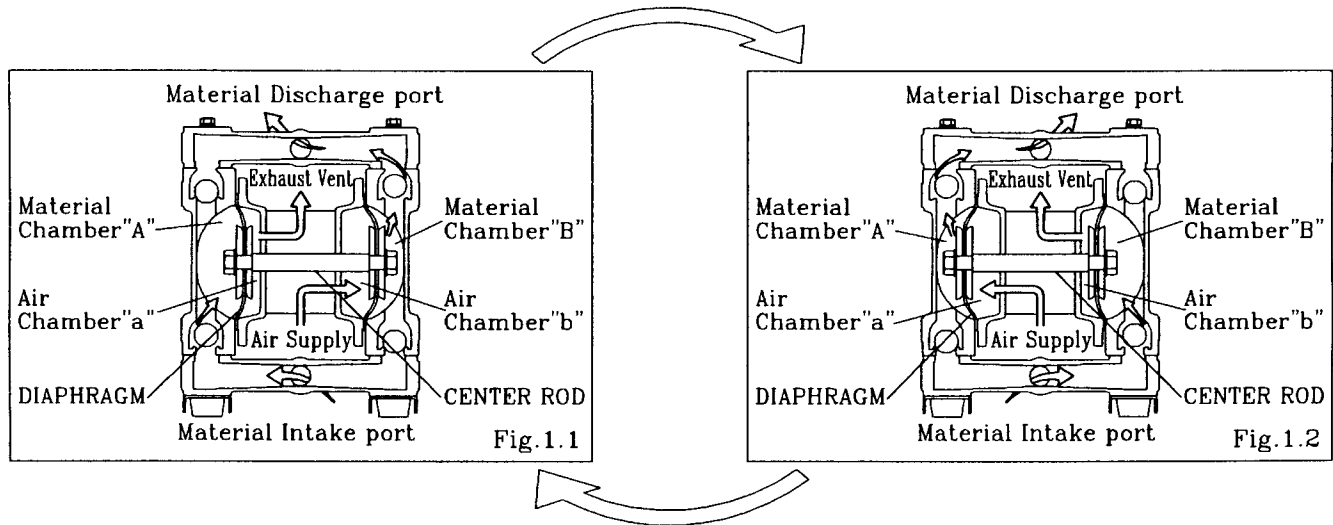 Material Discharge port
Exhaust Vent
Material
Chamber"A"
Material
Chamber"B"
Air
Chamber"a"
Air
Chamber"b"
Air Supply
DIAPHRAGM
CENTER ROD
Material Intake port
Fig.1.1
Material Discharge port
Exhaust Vent
Material
Chamber"A"
Material
Chamber"B"
Air
Chamber"a"
Air
Chamber"b"
Air Supply
DIAPHRAGM
CENTER ROD
Material Intake port
Fig.1.2